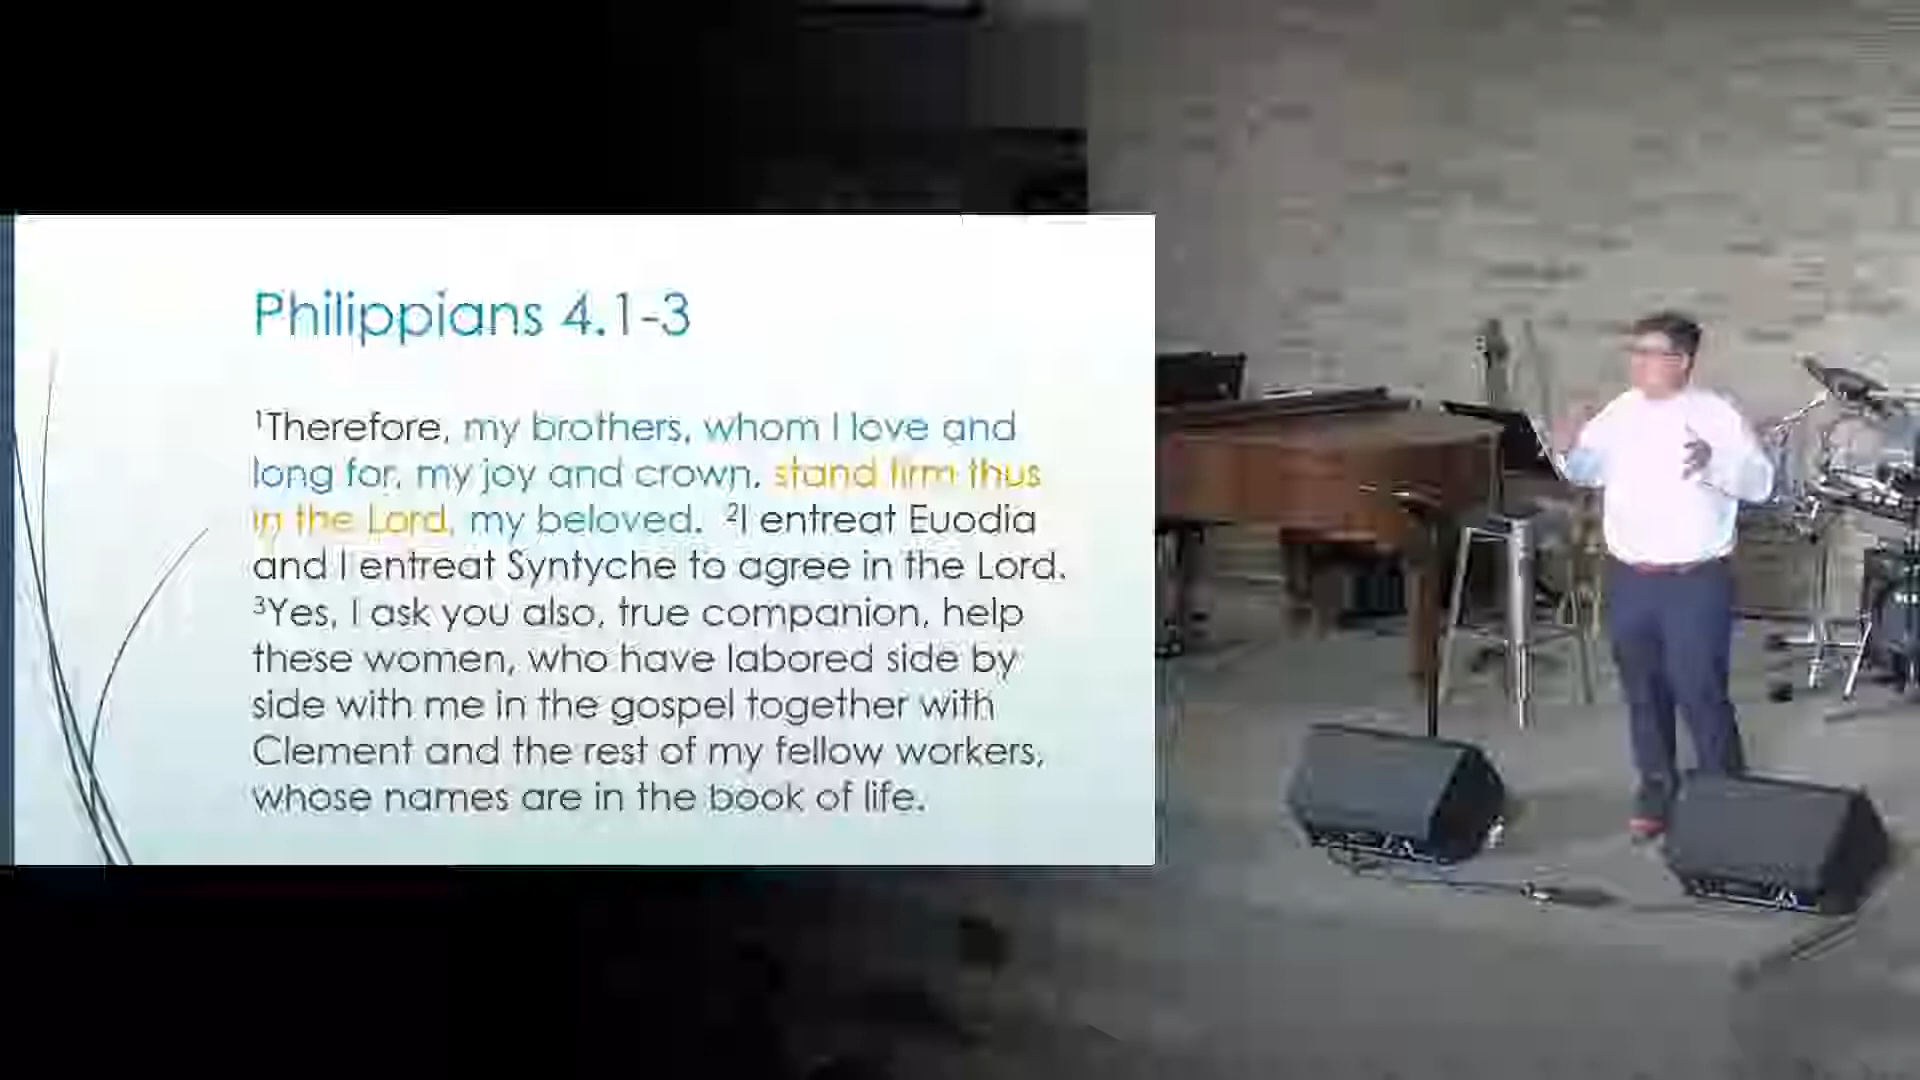 Philippians 4.1-3
¹Therefore, my brothers, whom I love and
long for, my joy and crown, stand firm thus
in the Lord, my beloved. ²I entreat Euodia
and I entreat Syntyche to agree in the Lord.
³Yes, I ask you also, true companion, help
these women, who have labored side by
side with me in the gospel together with
Clement and the rest of my fellow workers,
whose names are in the book of life.